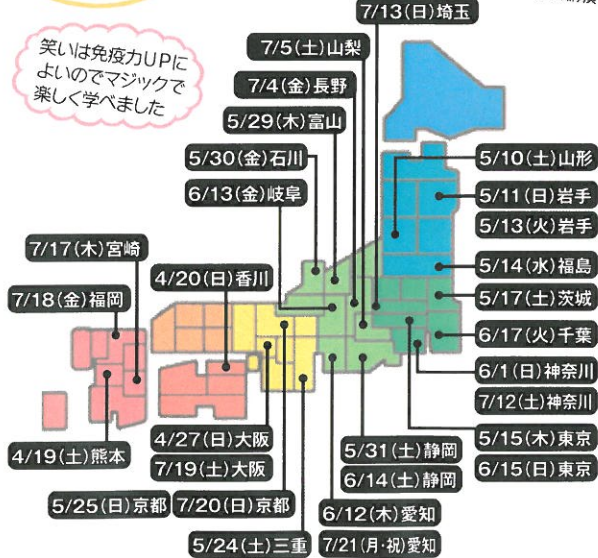 7/13(日)埼玉
笑いは免疫力UPに
よいのでマジックで
楽しく学べました
7/5(土)山梨
7/4(金)長野
5/29(木)富山
5/30(金)石川
6/13(金)岐阜
5/10(土)山形
5/11(日)岩手
5/13(火)岩手
5/14(水)福島
5/17(土)茨城
6/17(火)千葉
6/1(日)神奈川
7/12(土)神奈川
5/15(木)東京
6/15(日)東京
7/17(木)宮崎
7/18(金)福岡
4/20(日)香川
4/19(土)熊本
4/27(日)大阪
7/19(土)大阪
5/25(日)京都
7/20(日)京都
5/24(土)三重
5/31(土)静岡
6/14(土)静岡
6/12(木)愛知
7/21(月・祝)愛知